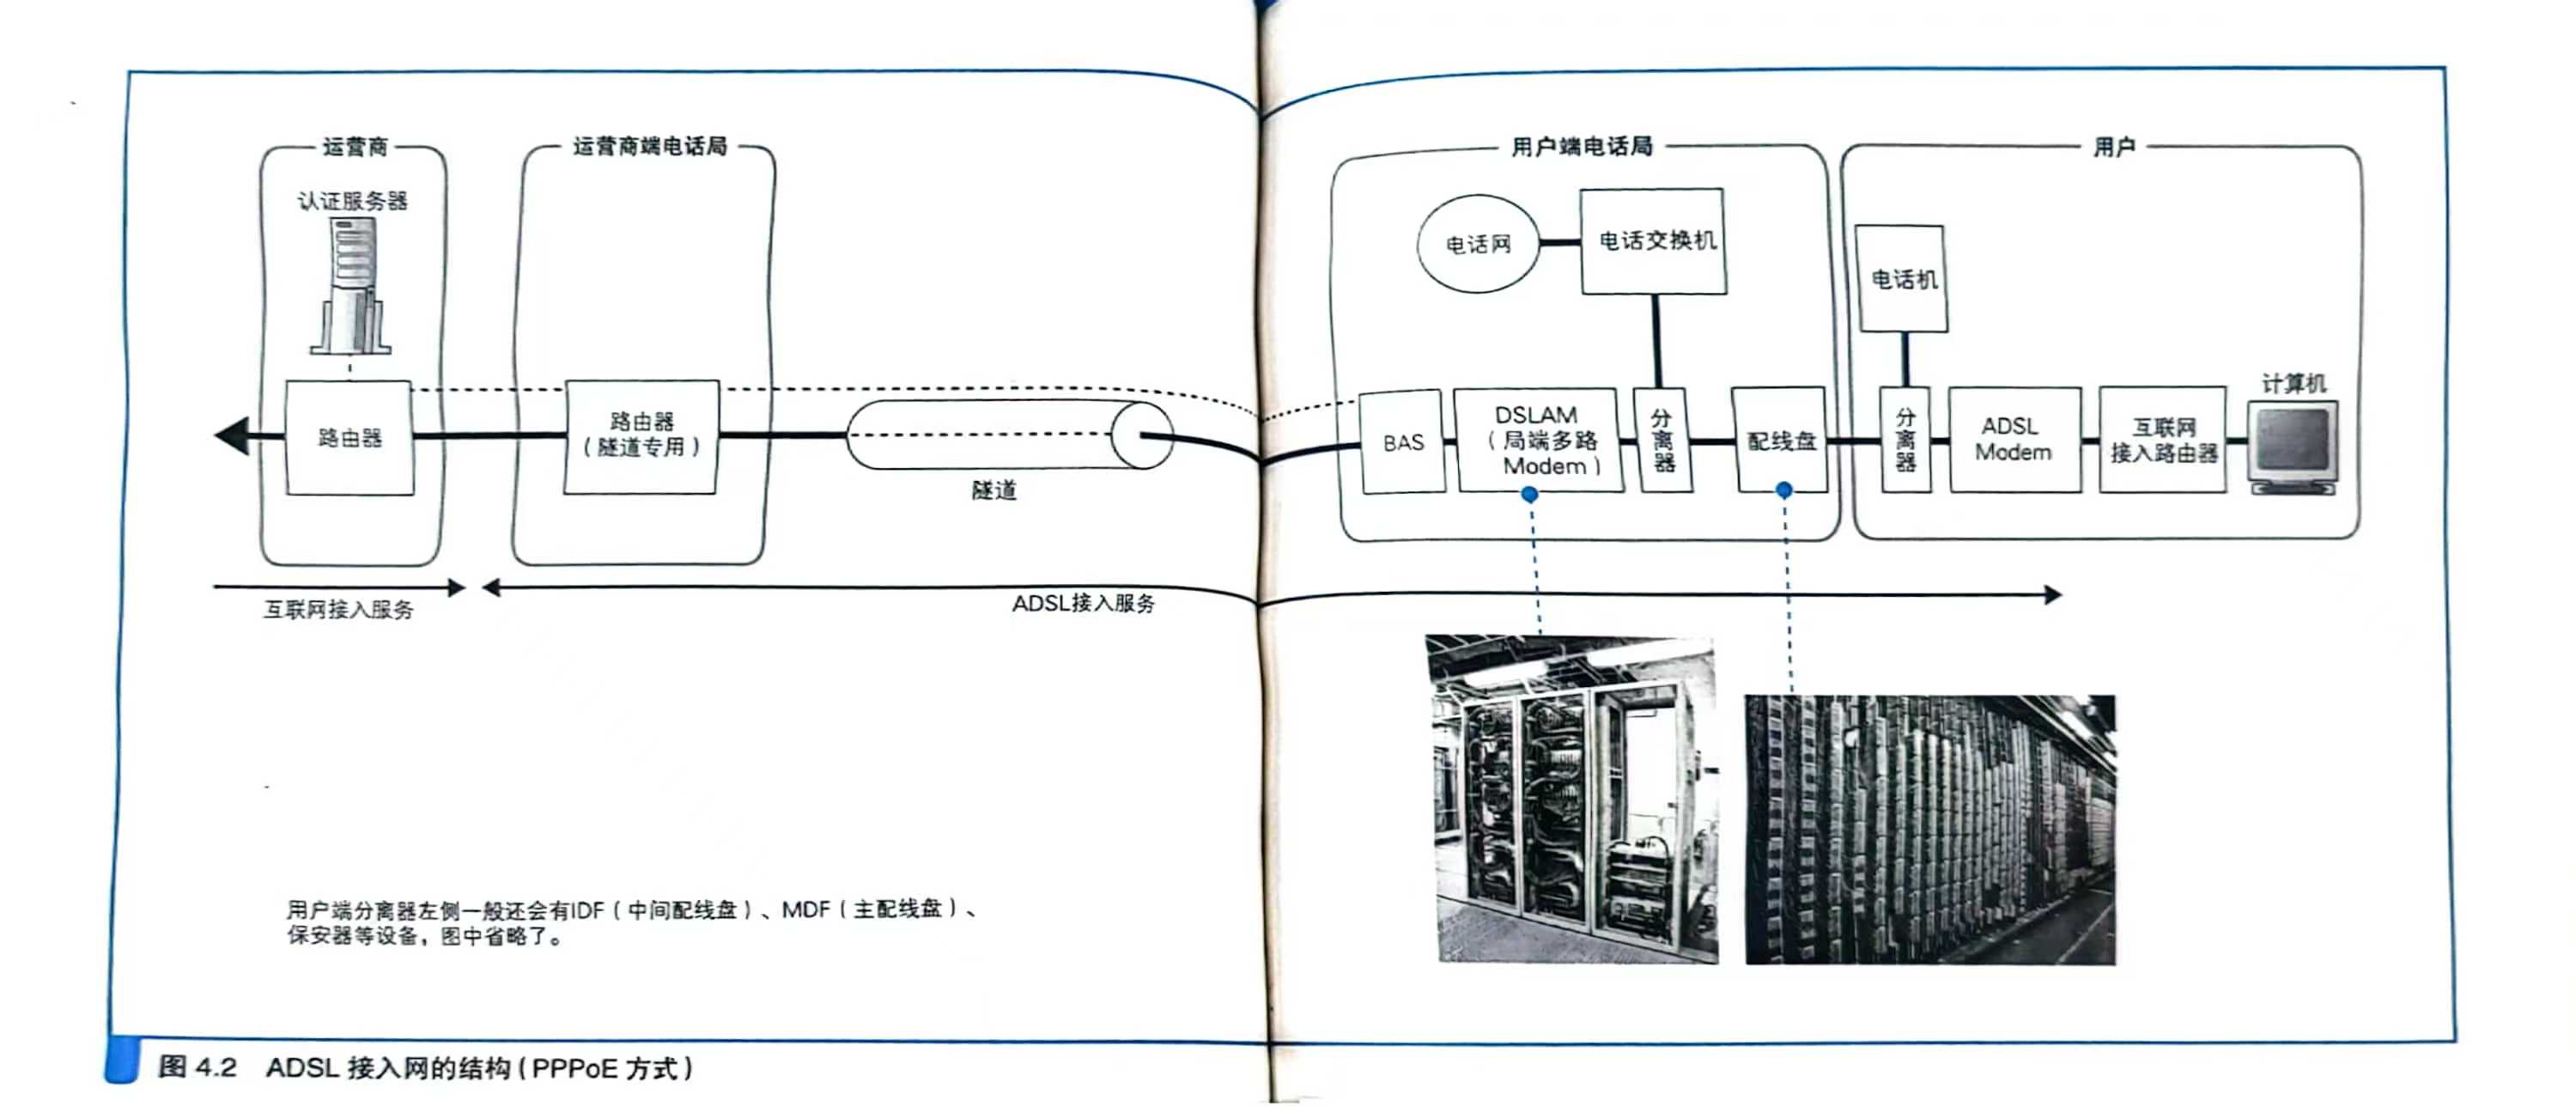 运营商
运营商端电话局
用户端电话局
用户
认证服务器
电话网
电话交换机
电话机
计算机
路由器
路由器
（隧道专用）
隧道
BAS
DSLAM
（局端多路
Modem）
分离器
配线盘
分离器
ADSL
Modem
互联网
接入路由器
互联网接入服务
ADSL接入服务
用户端分离器左侧一般还会有IDF（中间配线盘）、MDF（主配线盘）、
保安器等设备，图中省略了。
图 4.2 ADSL 接入网的结构（PPPoE 方式）